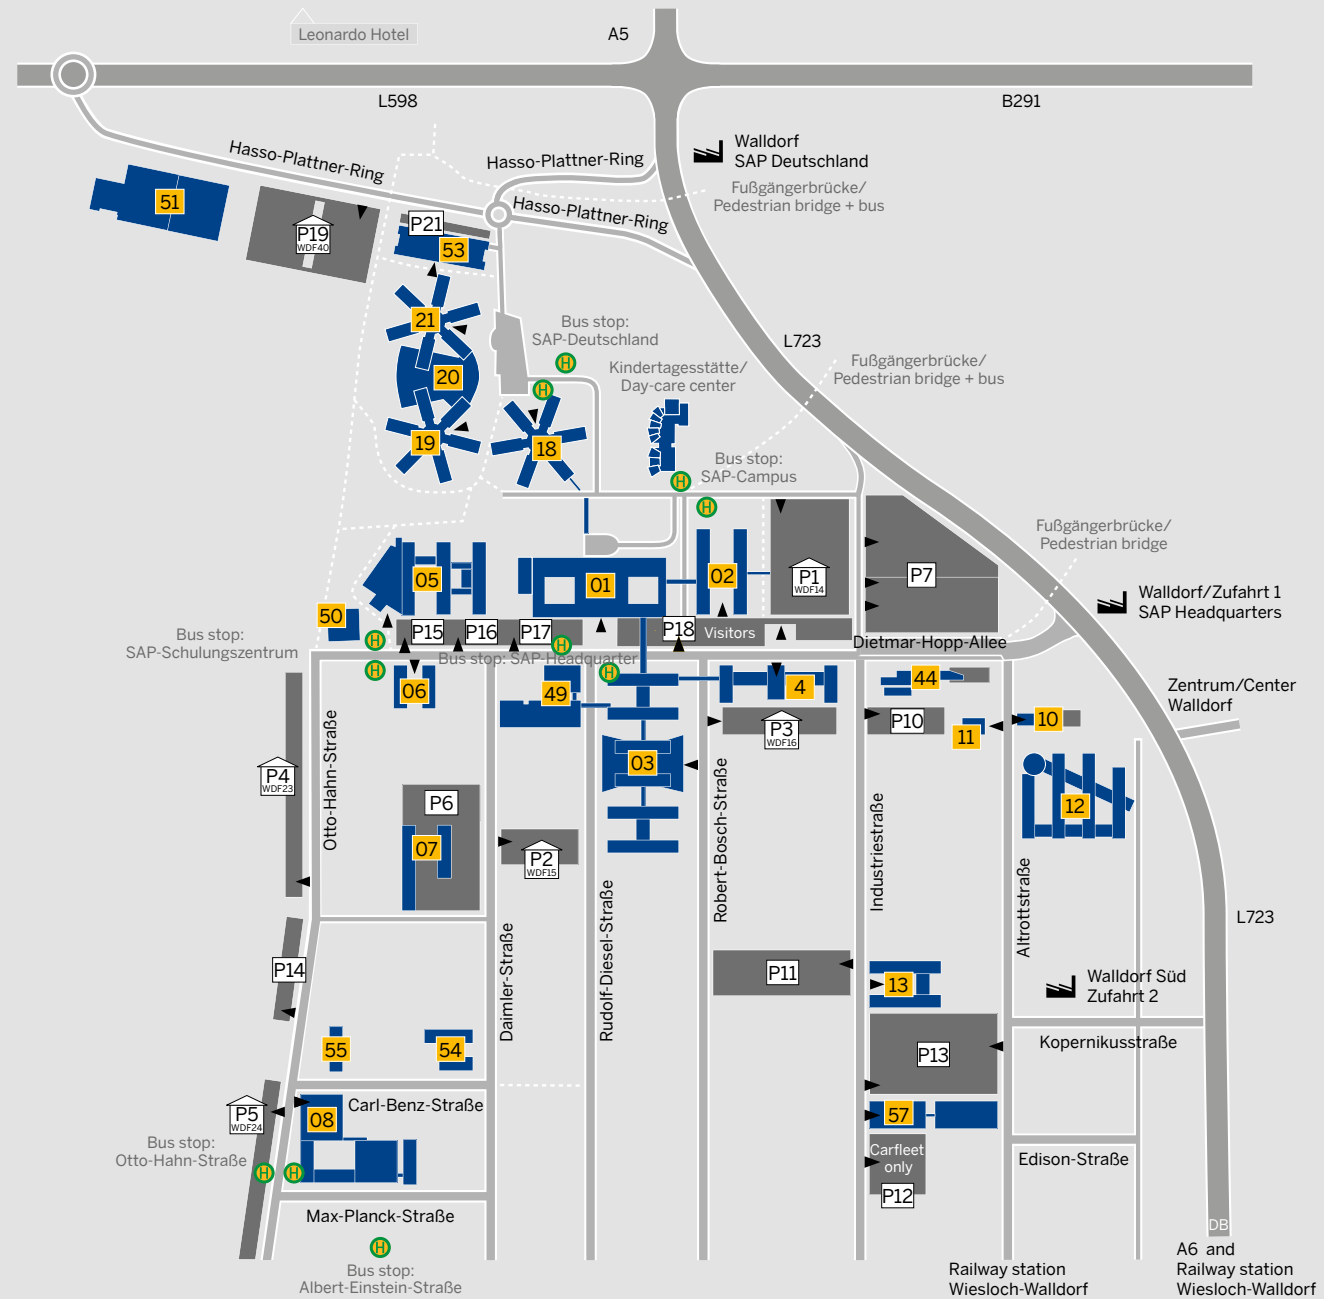 Leonardo Hotel
A5
L598
B291
Walldorf
SAP Deutschland
Hasso-Plattner-Ring
Hasso-Plattner-Ring
Hasso-Plattner-Ring
Fußgängerbrücke/
Pedestrian bridge + bus
51
P19
WDF40
P21
53
21
Bus stop:
SAP-Deutschland
H
H
L723
20
Kindertagesstätte/
Day-care center
Fußgängerbrücke/
Pedestrian bridge + bus
19
18
Bus stop:
SAP-Campus
H
H
Fußgängerbrücke/
Pedestrian bridge
05
01
02
P1
WDF14
P7
Walldorf/Zufahrt 1
SAP Headquarters
50
P15
P16
P17
P18
Visitors
Dietmar-Hopp-Allee
Bus stop:
SAP-Schulungszentrum
H
H
H
Bus stop: SAP-Headquarter
H
06
49
4
44
Zentrum/Center
Walldorf
P3
WDF16
P10
11
10
Otto-Hahn-Straße
P4
WDF23
P6
07
03
Robert-Bosch-Straße
Industriestraße
12
P2
WDF15
Altrottstraße
Rudolf-Diesel-Straße
Daimler-Straße
L723
P14
P11
13
Walldorf Süd
Zufahrt 2
55
54
P13
Kopernikusstraße
Carl-Benz-Straße
P5
WDF24
08
57
Bus stop:
Otto-Hahn-Straße
H
H
Carfleet
only
P12
Edison-Straße
Max-Planck-Straße
H
Bus stop:
Albert-Einstein-Straße
DB
Railway station
Wiesloch-Walldorf
A6 and
Railway station
Wiesloch-Walldorf